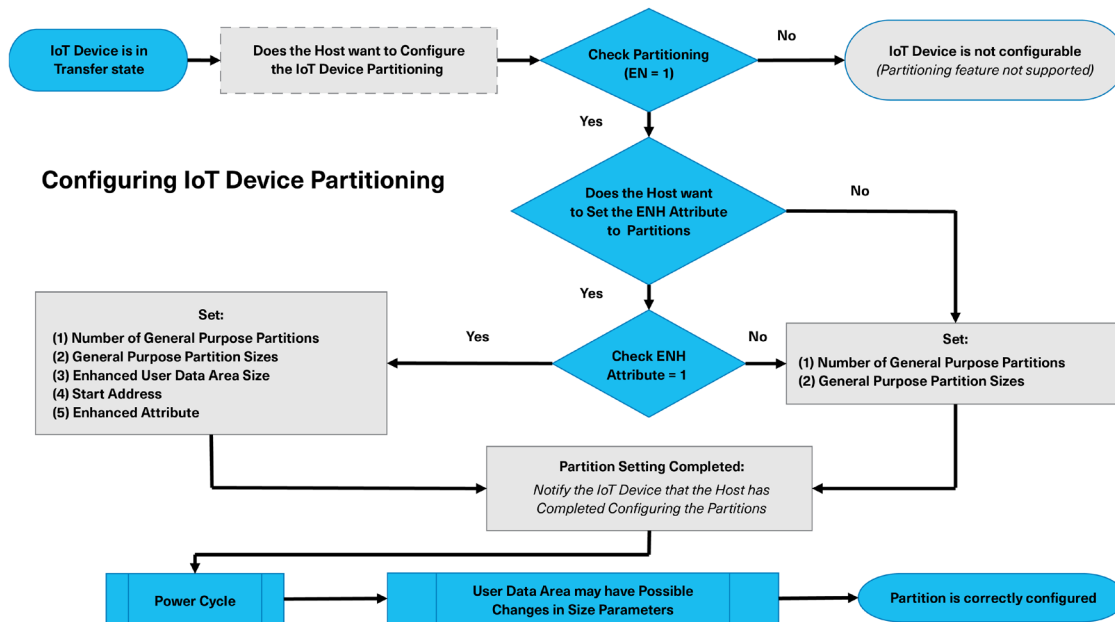 IoT Device is in
Transfer state
Does the Host want to Configure
the IoT Device Partitioning
Check Partitioning
(EN = 1)
No
IoT Device is not configurable
(Partitioning feature not supported)
Yes
Configuring IoT Device Partitioning
Does the Host want
to Set the ENH Attribute
to Partitions
No
Yes
Set:
(1) Number of General Purpose Partitions
(2) General Purpose Partition Sizes
(3) Enhanced User Data Area Size
(4) Start Address
(5) Enhanced Attribute
Yes
Check ENH
Attribute = 1
No
Set:
(1) Number of General Purpose Partitions
(2) General Purpose Partition Sizes
Partition Setting Completed:
Notify the IoT Device that the Host has
Completed Configuring the Partitions
Power Cycle
User Data Area may have Possible
Changes in Size Parameters
Partition is correctly configured